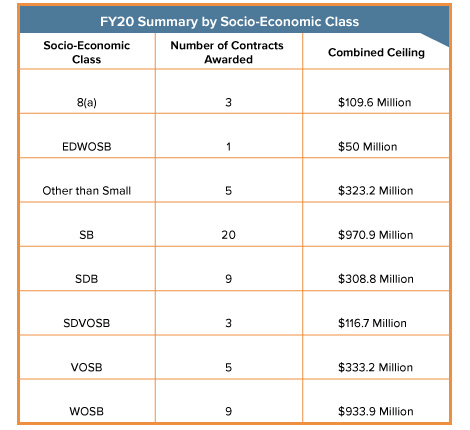 FY20 Summary by Socio-Economic Class
Socio-Economic Class Number of Contracts Awarded Combined Ceiling
8(a) 3 $109.6 Million
EDWOSB 1 $50 Million
Other than Small 5 $323.2 Million
SB 20 $970.9 Million
SDB 9 $308.8 Million
SDVOSB 3 $116.7 Million
VOSB 5 $333.2 Million
WOSB 9 $933.9 Million